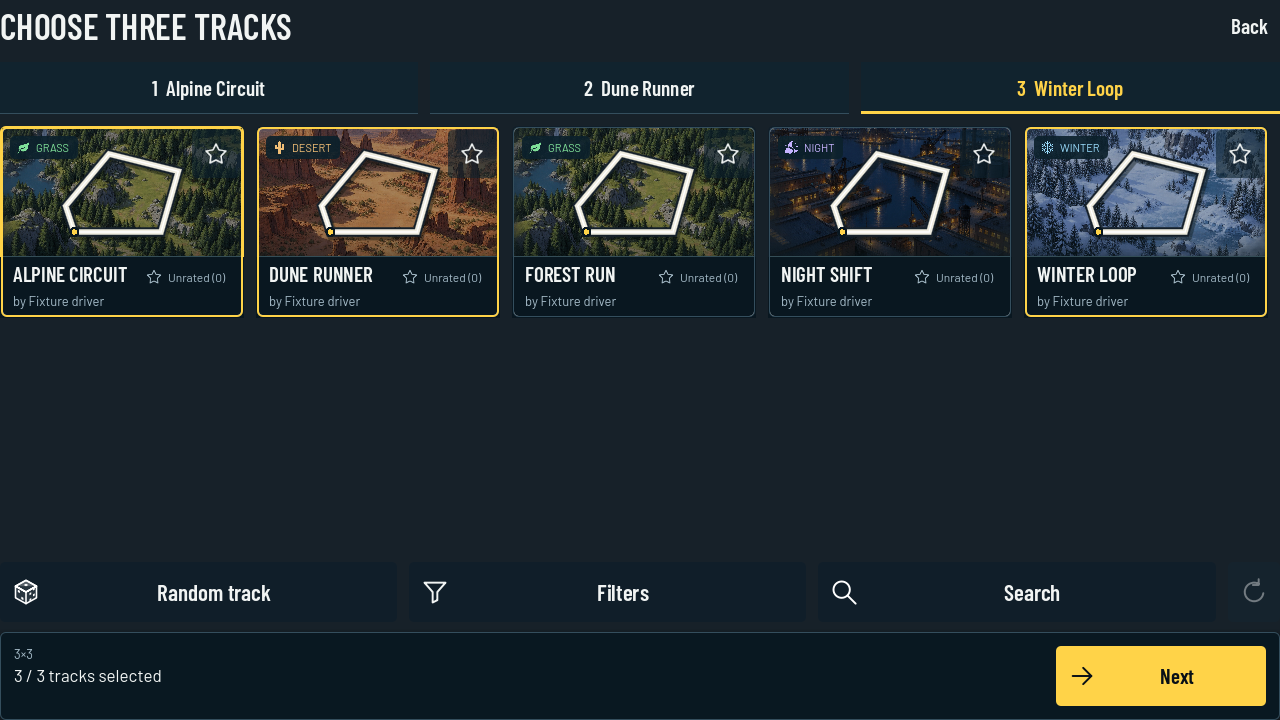 CHOOSE THREE TRACKS
Back
1 Alpine Circuit
2 Dune Runner
3 Winter Loop
GRASS
DESERT
GRASS
NIGHT
WINTER
ALPINE CIRCUIT
Unrated (0)
by Fixture driver
DUNE RUNNER
Unrated (0)
by Fixture driver
FOREST RUN
Unrated (0)
by Fixture driver
NIGHT SHIFT
Unrated (0)
by Fixture driver
WINTER LOOP
Unrated (0)
by Fixture driver
Random track
Filters
Search
3×3
3 / 3 tracks selected
Next